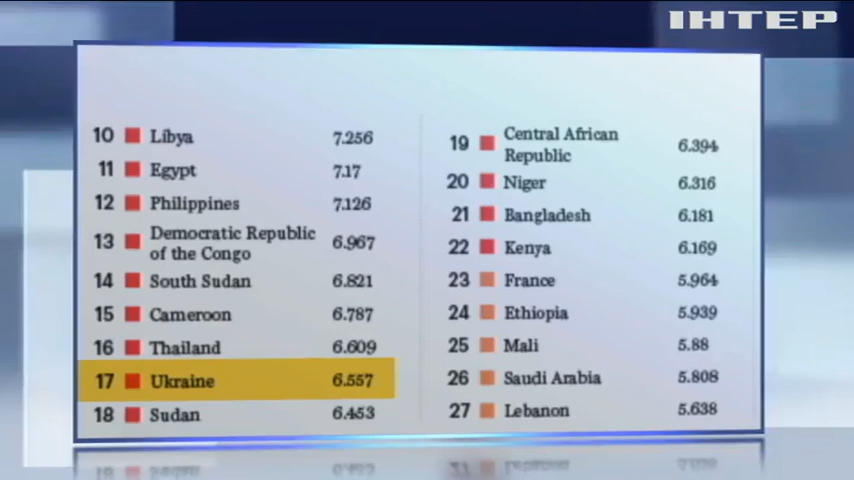 ІНТЕР
10 Libya 7.256
11 Egypt 7.17
12 Philippines 7.126
13 Democratic Republic
of the Congo 6.967
14 South Sudan 6.821
15 Cameroon 6.787
16 Thailand 6.609
17 Ukraine 6.557
18 Sudan 6.453
19 Central African
Republic 6.394
20 Niger 6.316
21 Bangladesh 6.181
22 Kenya 6.169
23 France 5.964
24 Ethiopia 5.939
25 Mali 5.88
26 Saudi Arabia 5.808
27 Lebanon 5.638